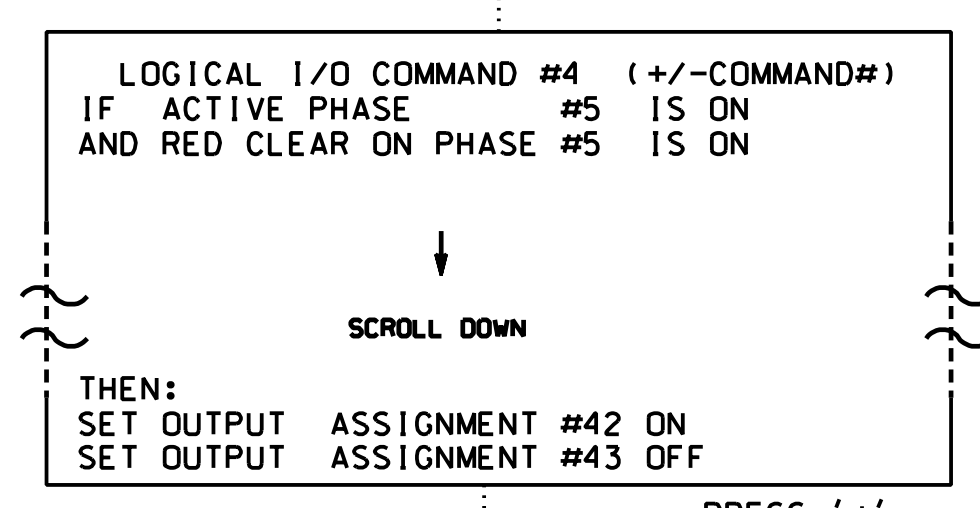 LOGICAL I/O COMMAND #4 (+/-COMMAND#)
IF ACTIVE PHASE #5 IS ON
AND RED CLEAR ON PHASE #5 IS ON
SCROLL DOWN
THEN:
SET OUTPUT ASSIGNMENT #42 ON
SET OUTPUT ASSIGNMENT #43 OFF